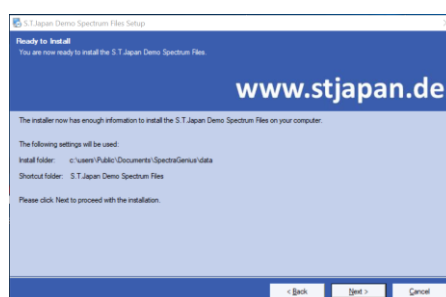 S.T.Japan Demo Spectrum Files Setup
Ready to Install
You are now ready to install the S.T.Japan Demo Spectrum Files.
www.stjapan.de
The installer now has enough information to install the S.T.Japan Demo Spectrum Files on your computer.
The following settings will be used:
Install folder: c:\users\Public\Documents\SpectraGenius\data
Shortcut folder: S.T.Japan Demo Spectrum Files
Please click Next to proceed with the installation.
< Back Next > Cancel